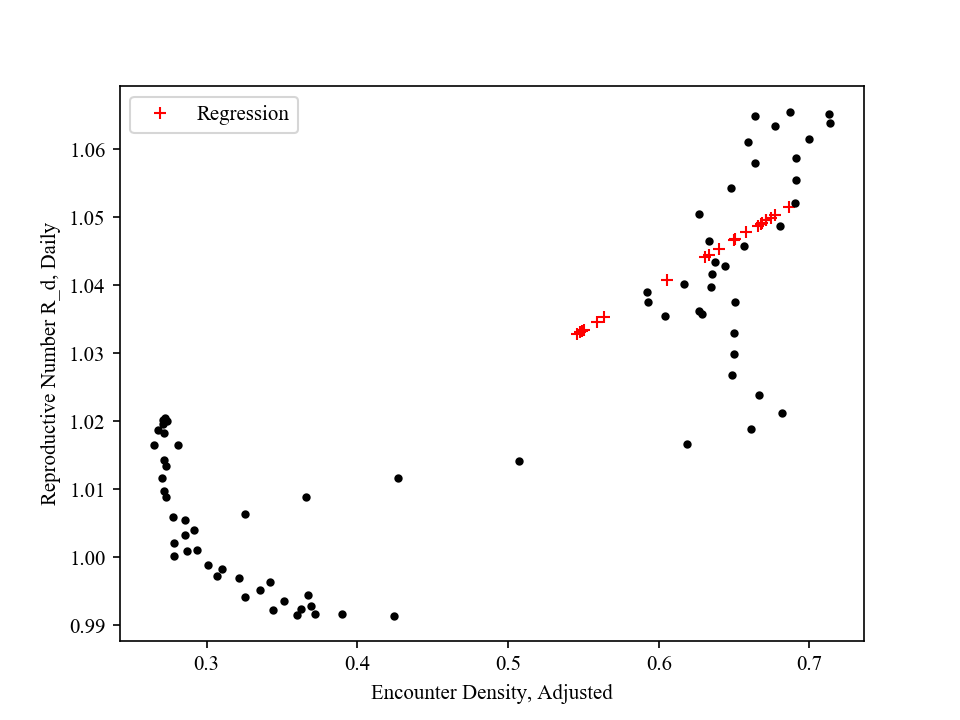 Regression
Reproductive Number R_d, Daily
1.06
1.05
1.04
1.03
1.02
1.01
1.00
0.99
0.3 0.4 0.5 0.6 0.7
Encounter Density, Adjusted